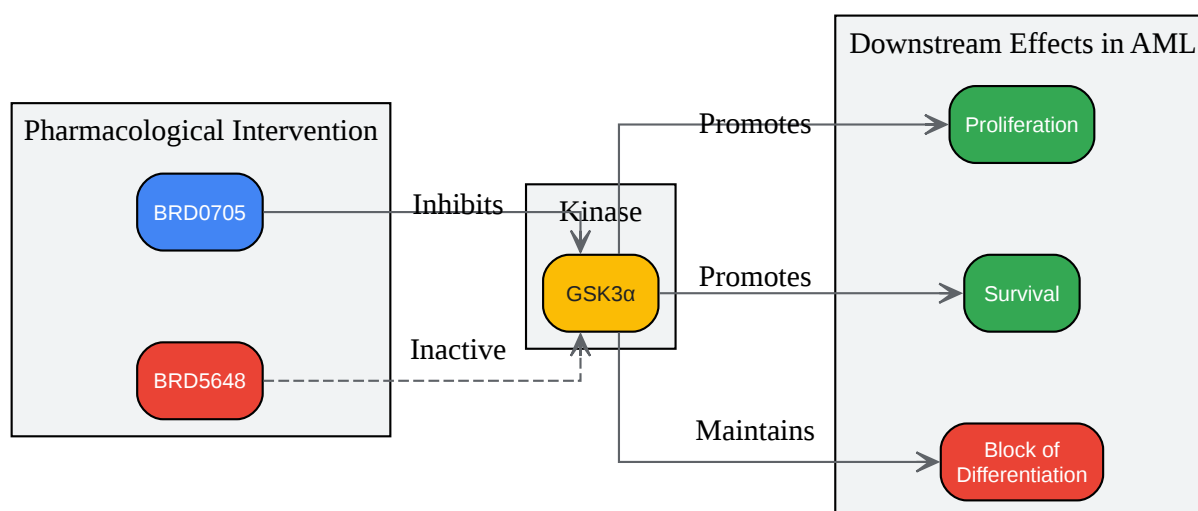 Pharmacological Intervention
BRD0705
BRD5648
Inhibits
Inactive
Kinase
GSK3α
Promotes
Promotes
Maintains
Downstream Effects in AML
Proliferation
Survival
Block of
Differentiation